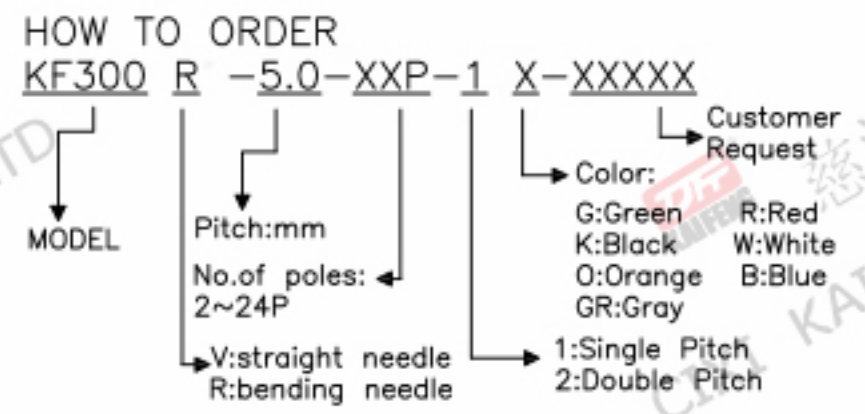 HOW TO ORDER
KF300 R -5.0-XXP-1 X-XXXXX
Customer
Request
Color:
G:Green R:Red
K:Black W:White
O:Orange B:Blue
GR:Gray
MODEL
Pitch:mm
No.of poles:
2~24P
V:straight needle
R:bending needle
1:Single Pitch
2:Double Pitch
KAIFENG
LTD